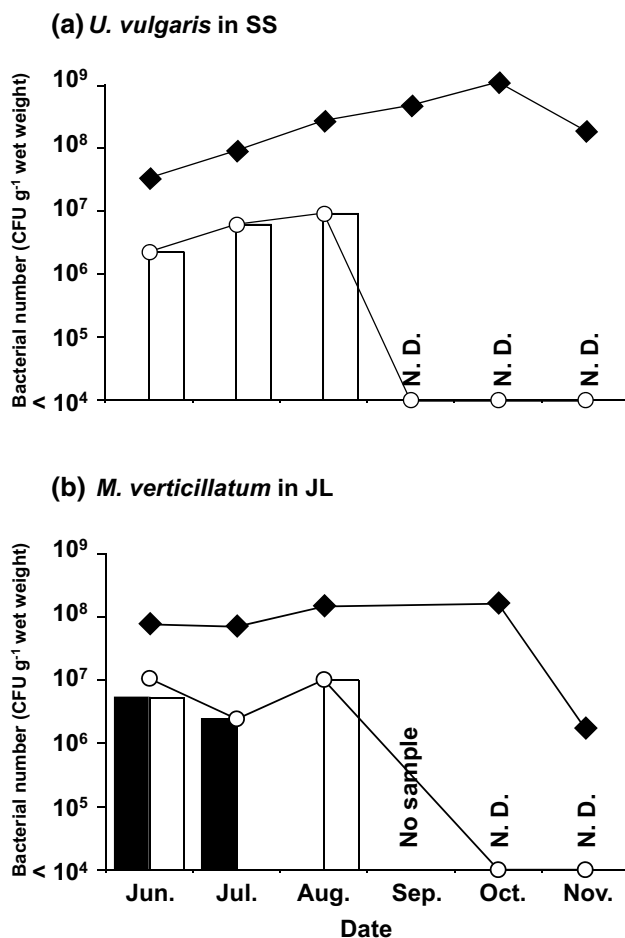 (a) U. vulgaris in SS
Bacterial number (CFU g⁻¹ wet weight)
10⁹
10⁸
10⁷
10⁶
10⁵
< 10⁴
N. D.
N. D.
N. D.
(b) M. verticillatum in JL
Bacterial number (CFU g⁻¹ wet weight)
10⁹
10⁸
10⁷
10⁶
10⁵
< 10⁴
No sample
N. D.
N. D.
Jun. Jul. Aug. Sep. Oct. Nov.
Date